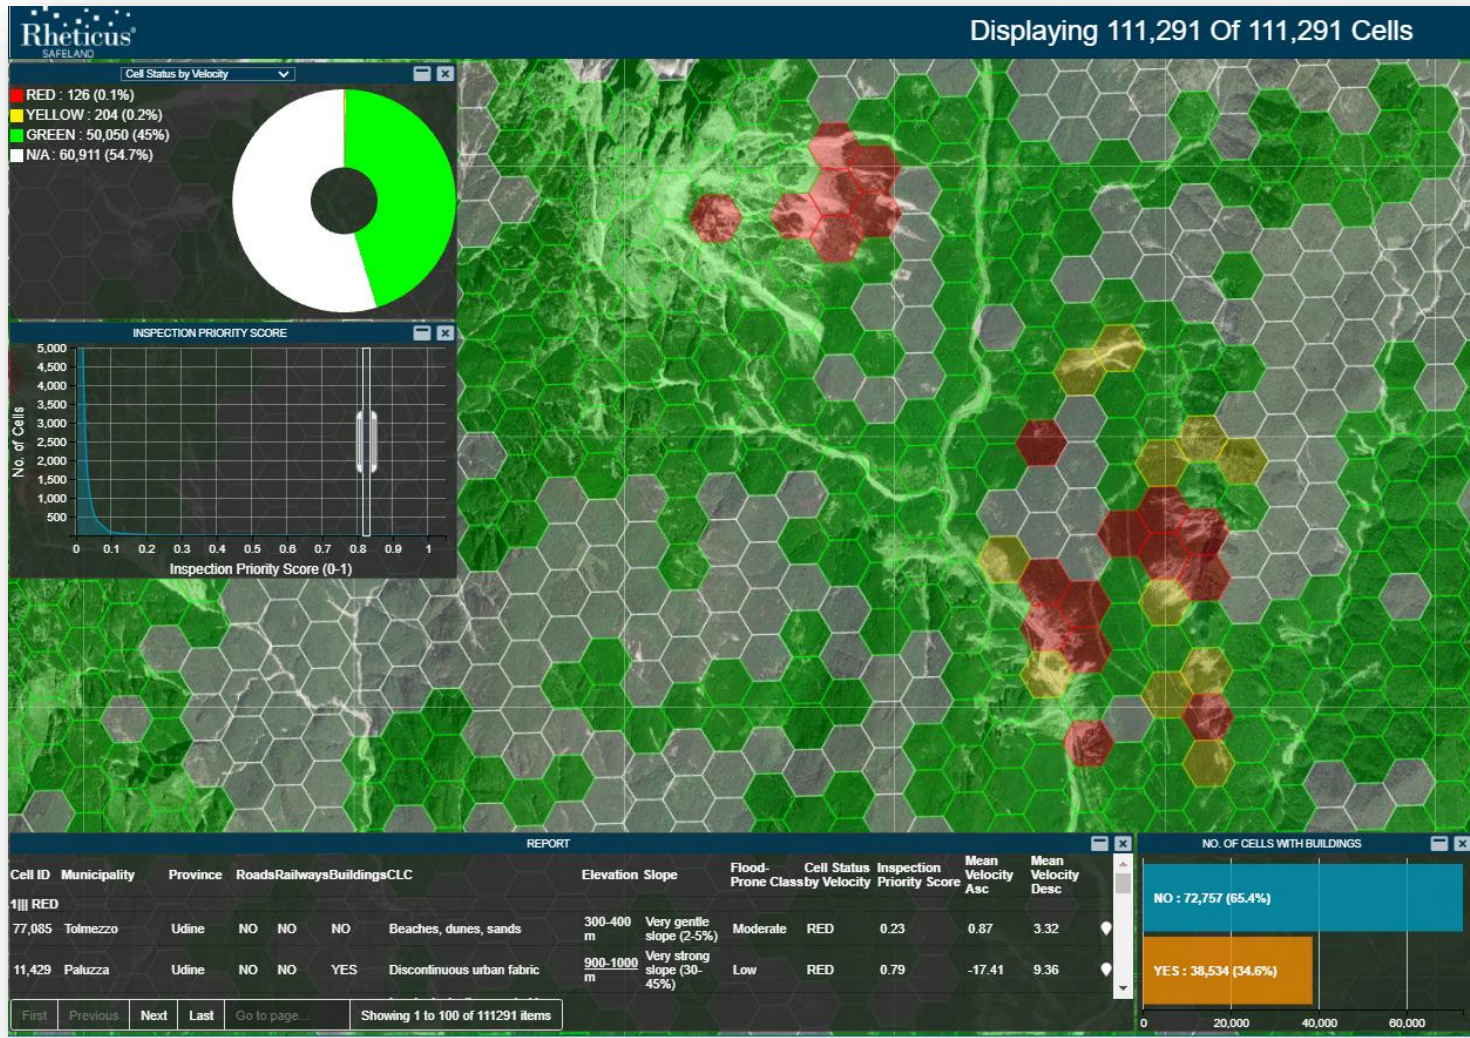 Rheticus®
SAFELAND
Displaying 111,291 Of 111,291 Cells
Cell Status by Velocity
RED : 126 (0.1%)
YELLOW : 204 (0.2%)
GREEN : 50,050 (45%)
N/A : 60,911 (54.7%)
INSPECTION PRIORITY SCORE
5,000
4,500
4,000
3,500
3,000
2,500
2,000
1,500
1,000
500
No. of Cells
0 0.1 0.2 0.3 0.4 0.5 0.6 0.7 0.8 0.9 1
Inspection Priority Score (0-1)
REPORT
Cell ID Municipality Province Roads Railways Buildings CLC Elevation Slope Flood-Prone Class Cell Status by Velocity Inspection Priority Score Mean Velocity Asc Mean Velocity Desc
1||| RED
77,085 Tolmezzo Udine NO NO NO Beaches, dunes, sands 300-400 m Very gentle slope (2-5%) Moderate RED 0.23 0.87 3.32
11,429 Paluzza Udine NO NO YES Discontinuous urban fabric 900-1000 m Very strong slope (30-45%) Low RED 0.79 -17.41 9.36
First Previous Next Last Go to page... Showing 1 to 100 of 111291 items
NO. OF CELLS WITH BUILDINGS
NO : 72,757 (65.4%)
YES : 38,534 (34.6%)
0 20,000 40,000 60,000